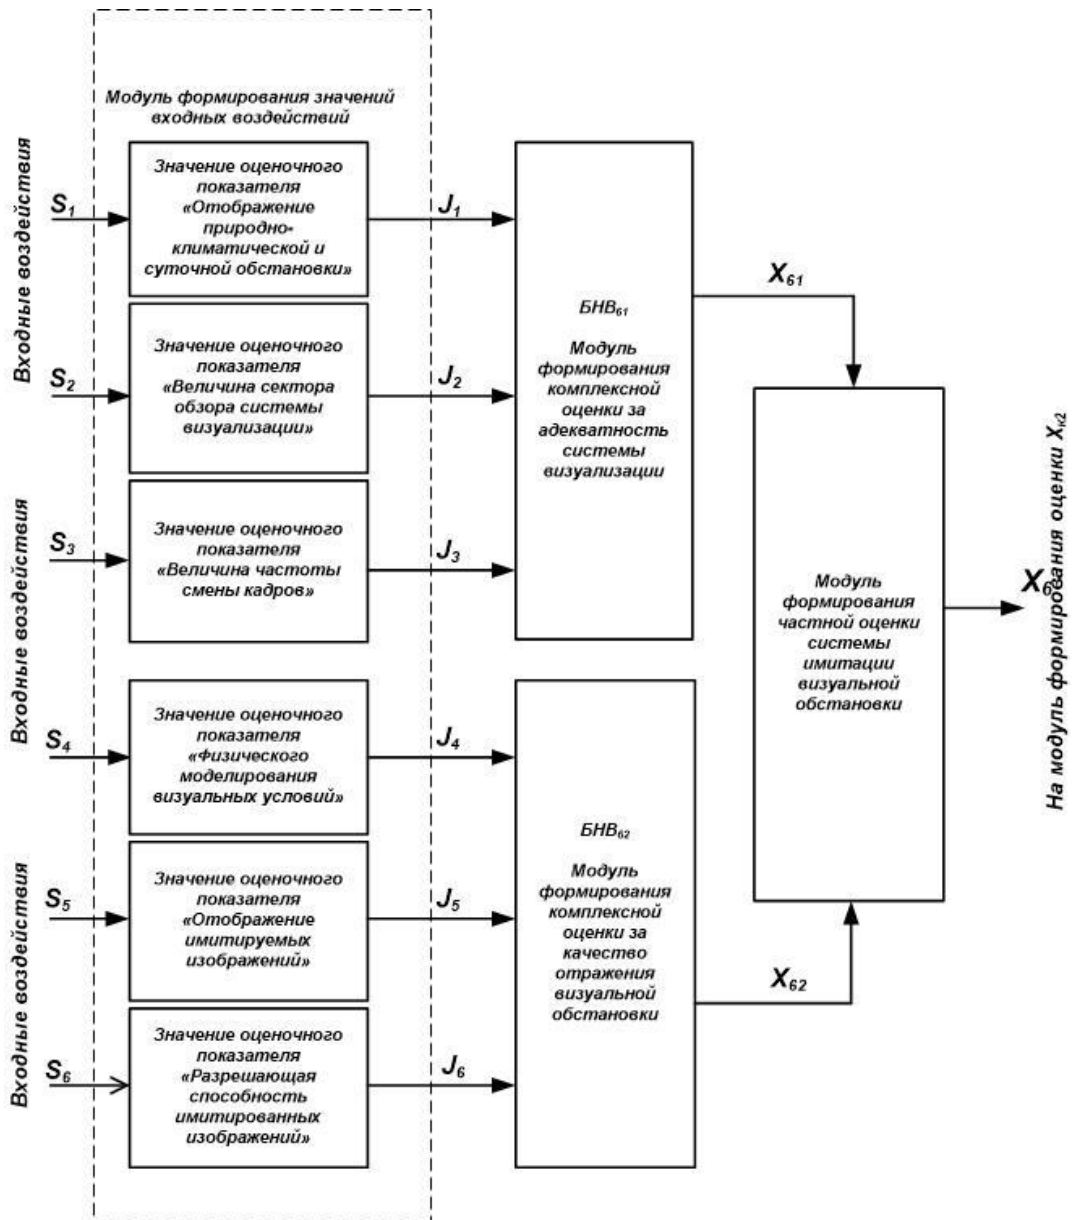 Модуль формирования значений
входных воздействий
Входные воздействия
S1
Значение оценочного
показателя
«Отображение
природно-
климатической и
суточной обстановки»
J1
S2
Значение оценочного
показателя
«Величина сектора
обзора системы
визуализации»
J2
Входные воздействия
S3
Значение оценочного
показателя
«Величина частоты
смены кадров»
J3
БНВ61
Модуль
формирования
комплексной
оценки за
адекватность
системы
визуализации
X61
S4
Значение оценочного
показателя
«Физического
моделирования
визуальных условий»
J4
Входные воздействия
S5
Значение оценочного
показателя
«Отображение
имитируемых
изображений»
J5
S6
Значение оценочного
показателя
«Разрешающая
способность
имитированных
изображений»
J6
БНВ62
Модуль
формирования
комплексной
оценки за
качество
отражения
визуальной
обстановки
X62
Модуль
формирования
частной оценки
системы
имитации
визуальной
обстановки
X6
На модуль формирования оценки Xк2